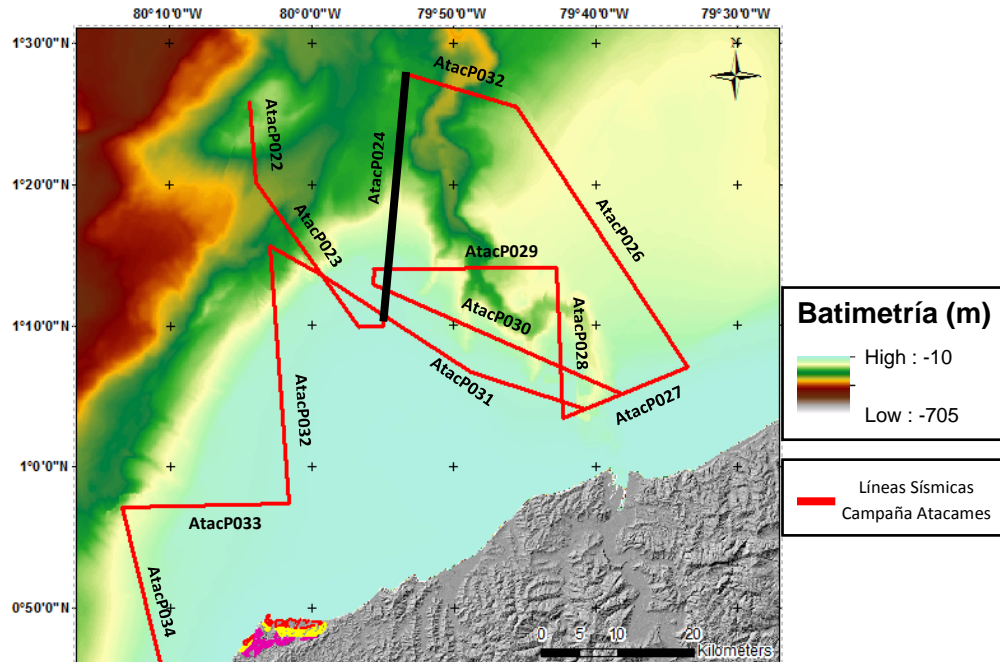 80°10'0"W 80°0'0"W 79°50'0"W 79°40'0"W 79°30'0"W
1°30'0"N
1°20'0"N
1°10'0"N
1°0'0"N
0°50'0"N
AtacP032
AtacP022
AtacP024
AtacP023
AtacP026
AtacP029
AtacP030
AtacP028
AtacP031
AtacP027
AtacP032
AtacP033
AtacP034
0 5 10 20
Kilometers
Batimetría (m)
High : -10
Low : -705
Líneas Sísmicas
Campaña Atacames